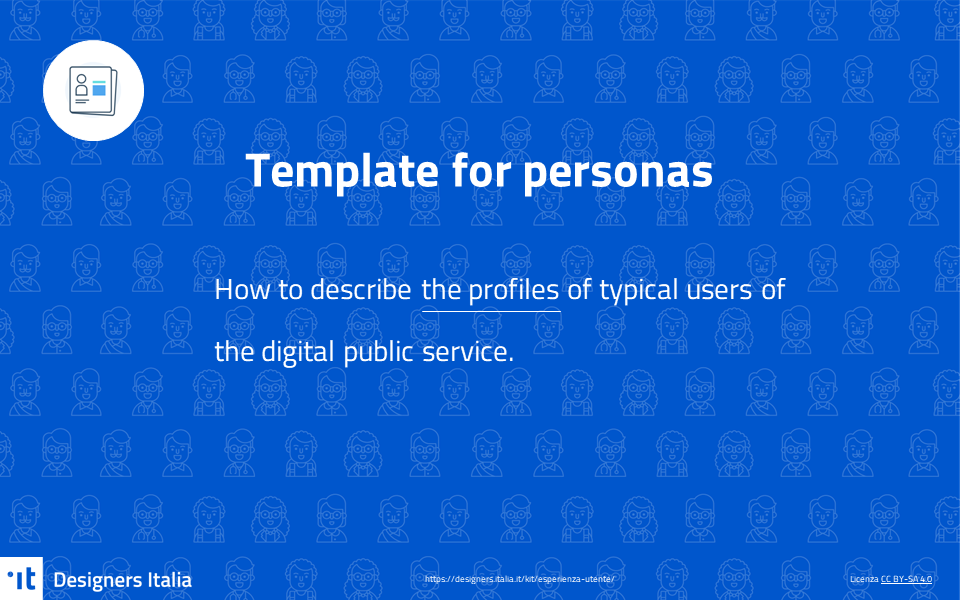 Template for personas
How to describe the profiles of typical users of
the digital public service.
.it Designers Italia
https://designers.italia.it/kit/esperienza-utente/
Licenza CC BY-SA 4.0